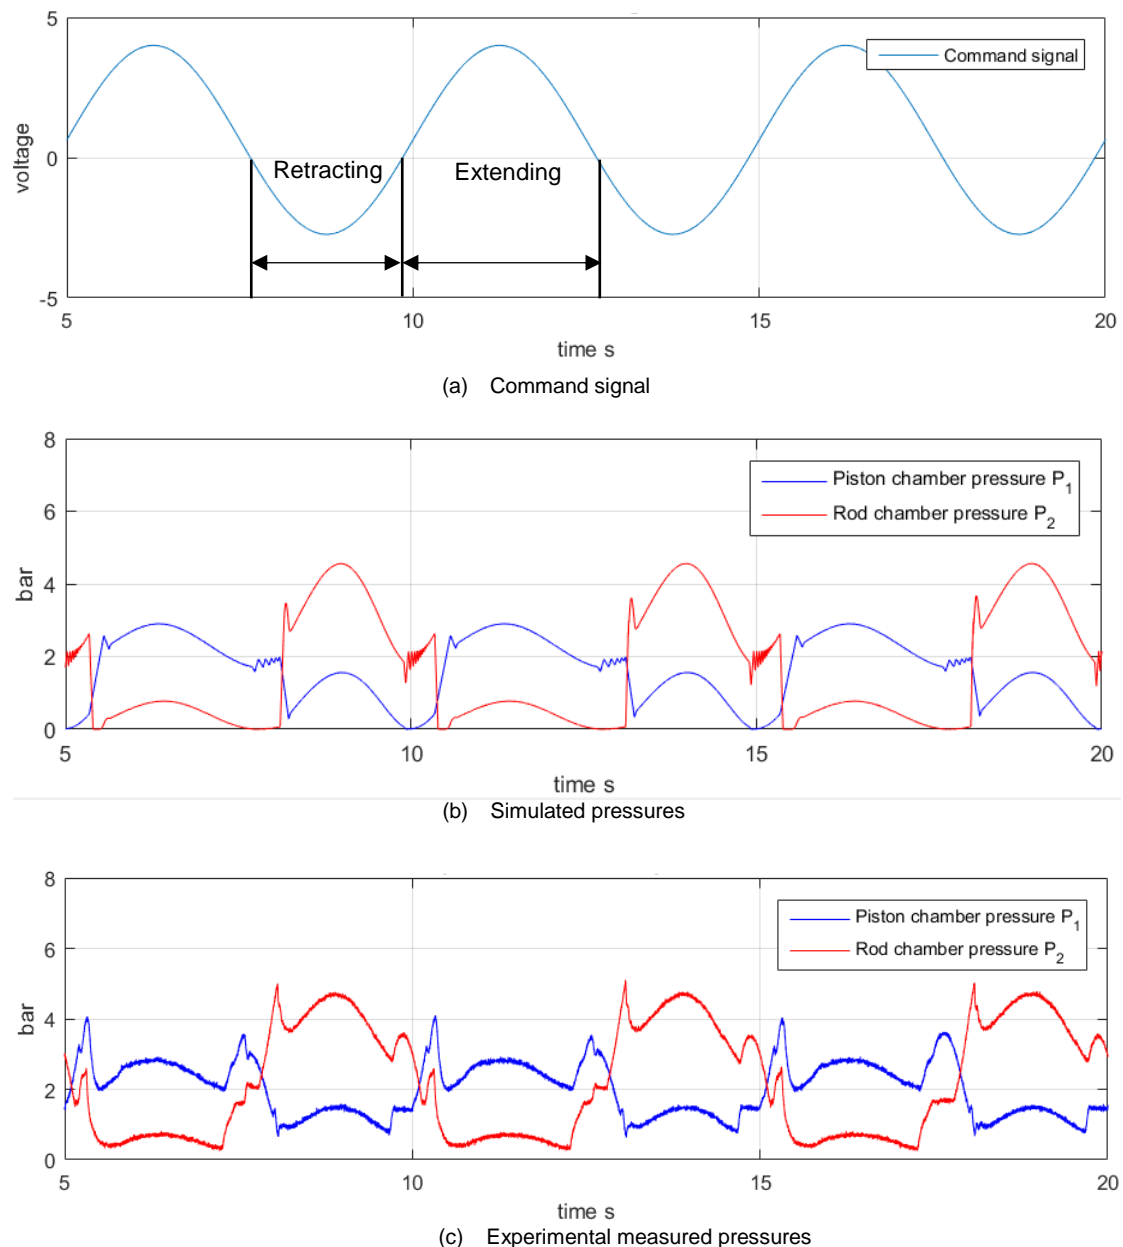 5
0
-5
voltage
Command signal
Retracting
Extending
5
10
15
20
time s
(a) Command signal
8
6
4
2
0
bar
Piston chamber pressure P1
Rod chamber pressure P2
5
10
15
20
time s
(b) Simulated pressures
8
6
4
2
0
bar
Piston chamber pressure P1
Rod chamber pressure P2
5
10
15
20
time s
(c) Experimental measured pressures